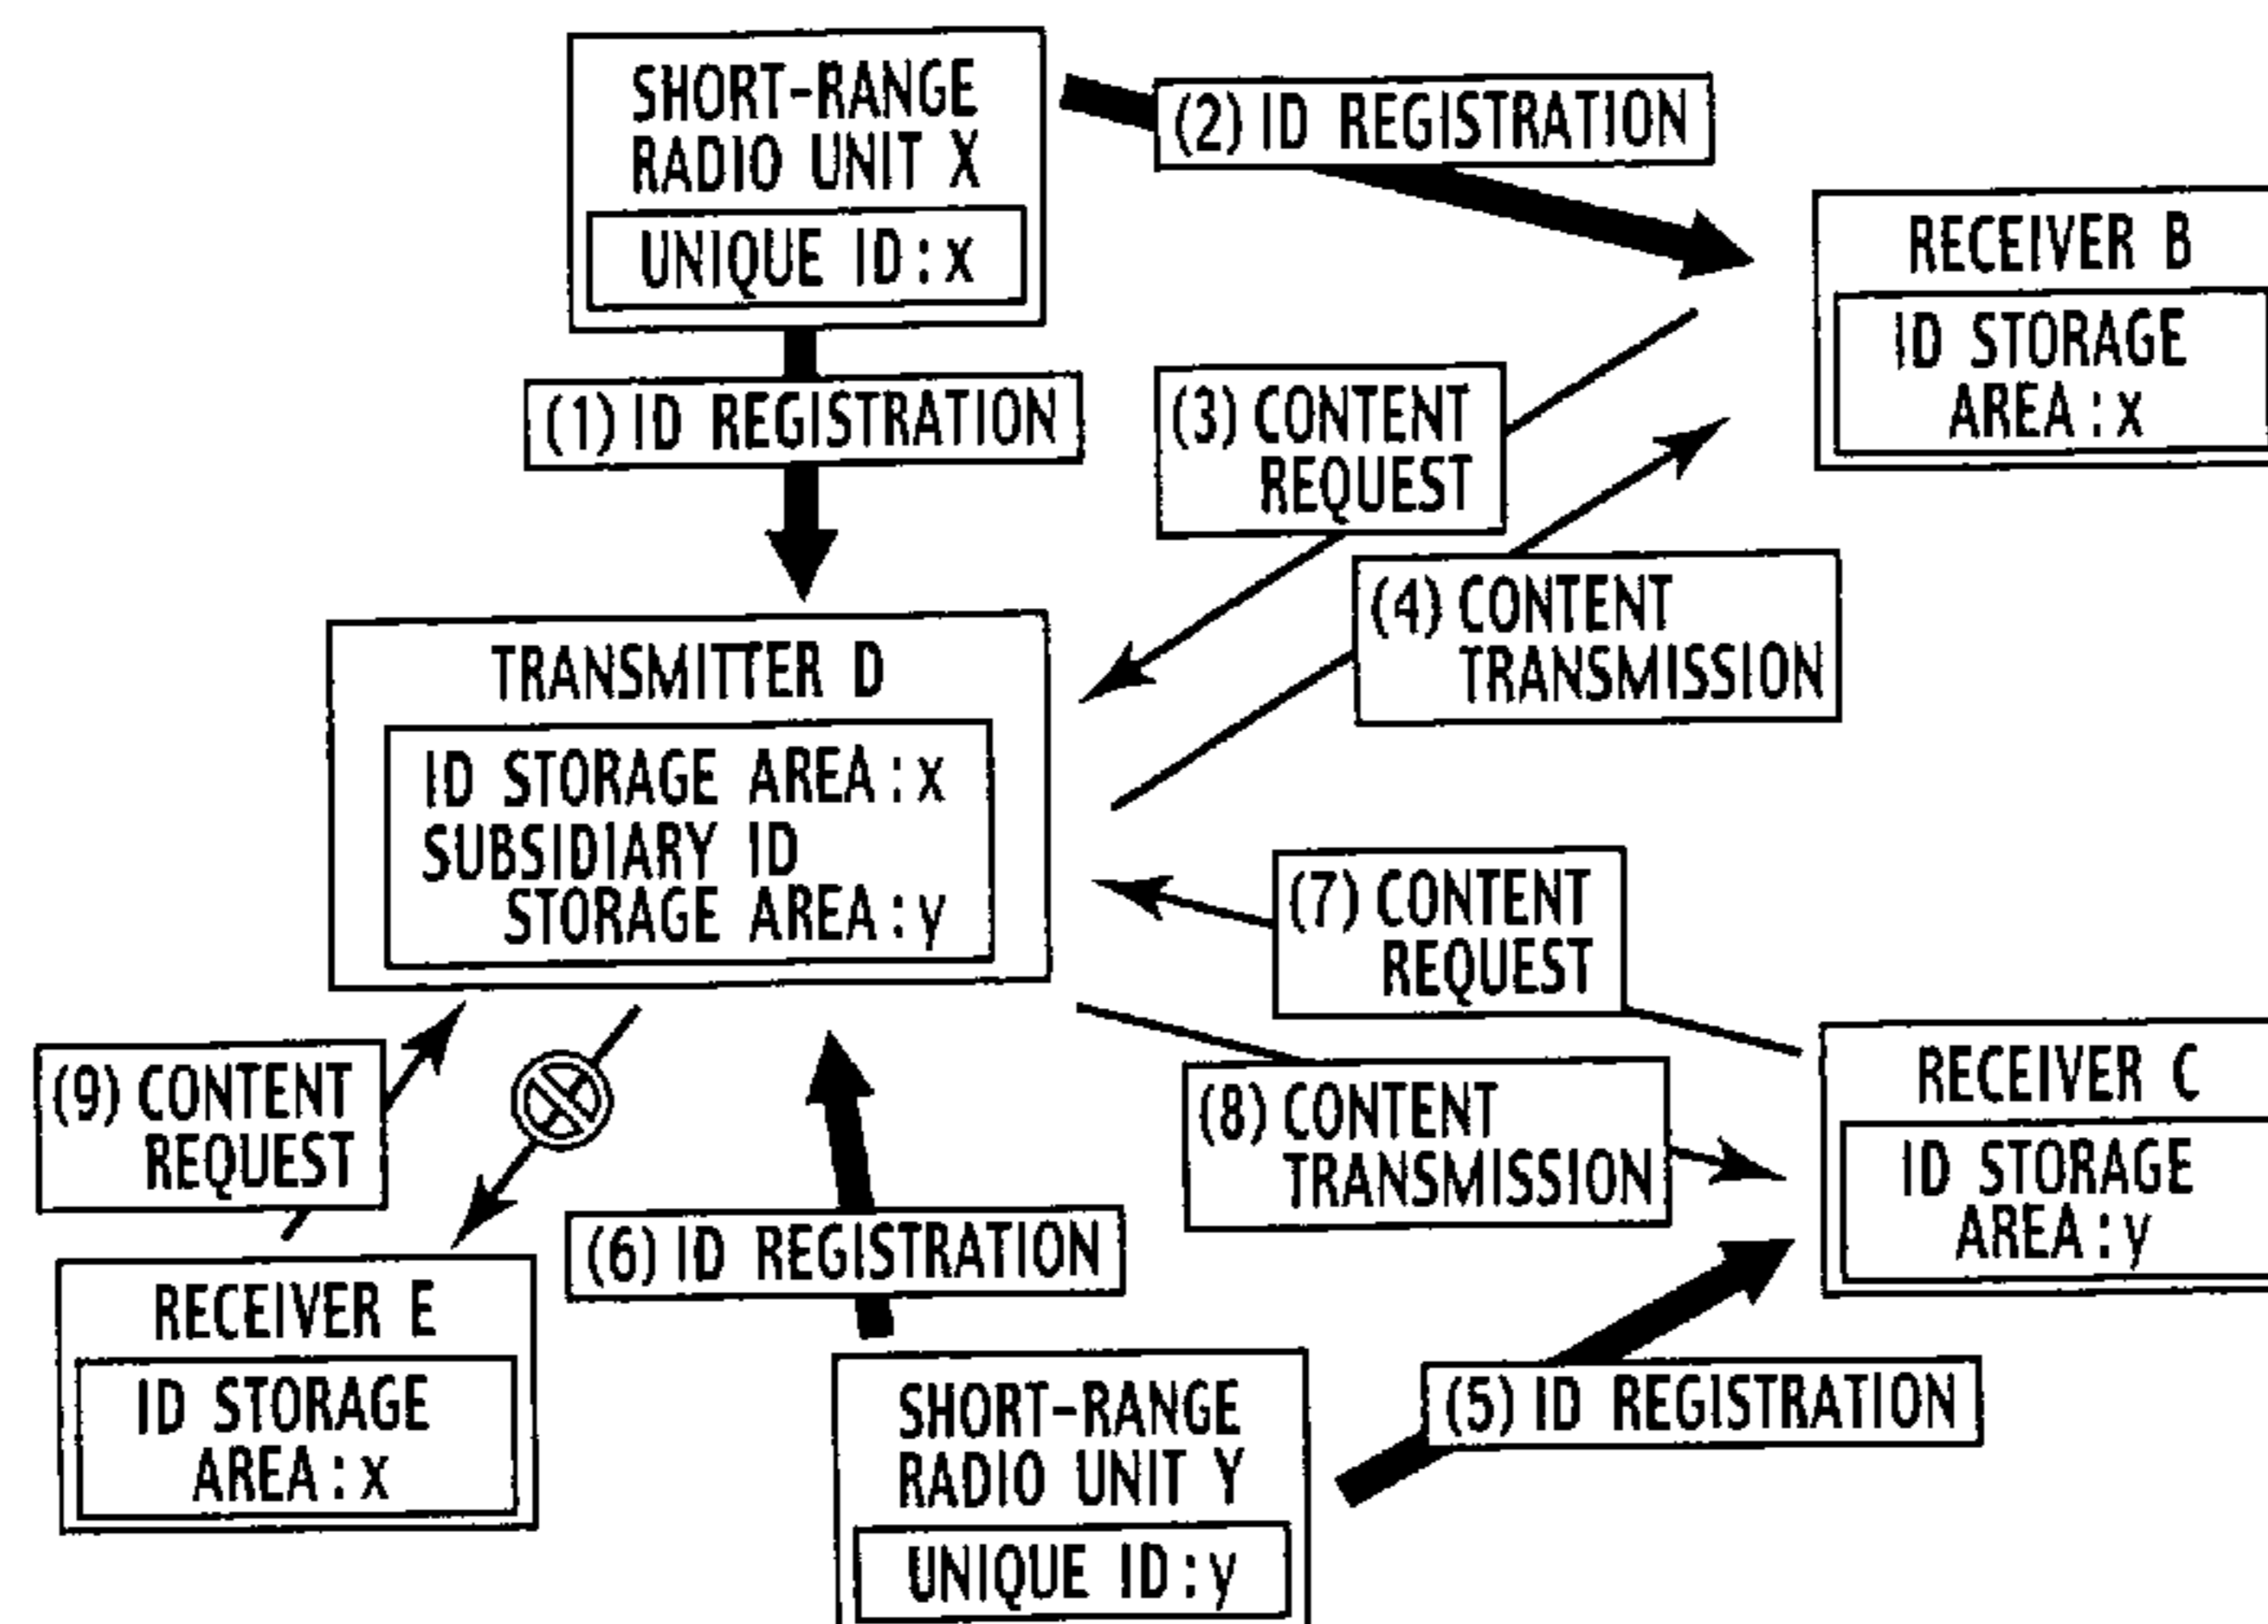 SHORT-RANGE
RADIO UNIT X
UNIQUE ID:x
(2) ID REGISTRATION
RECEIVER B
ID STORAGE
AREA:x
(1) ID REGISTRATION
(3) CONTENT
REQUEST
(4) CONTENT
TRANSMISSION
TRANSMITTER D
ID STORAGE AREA:x
SUBSIDIARY ID
STORAGE AREA:y
(7) CONTENT
REQUEST
(8) CONTENT
TRANSMISSION
RECEIVER C
ID STORAGE
AREA:y
(9) CONTENT
REQUEST
(6) ID REGISTRATION
RECEIVER E
ID STORAGE
AREA:x
(5) ID REGISTRATION
SHORT-RANGE
RADIO UNIT Y
UNIQUE ID:y